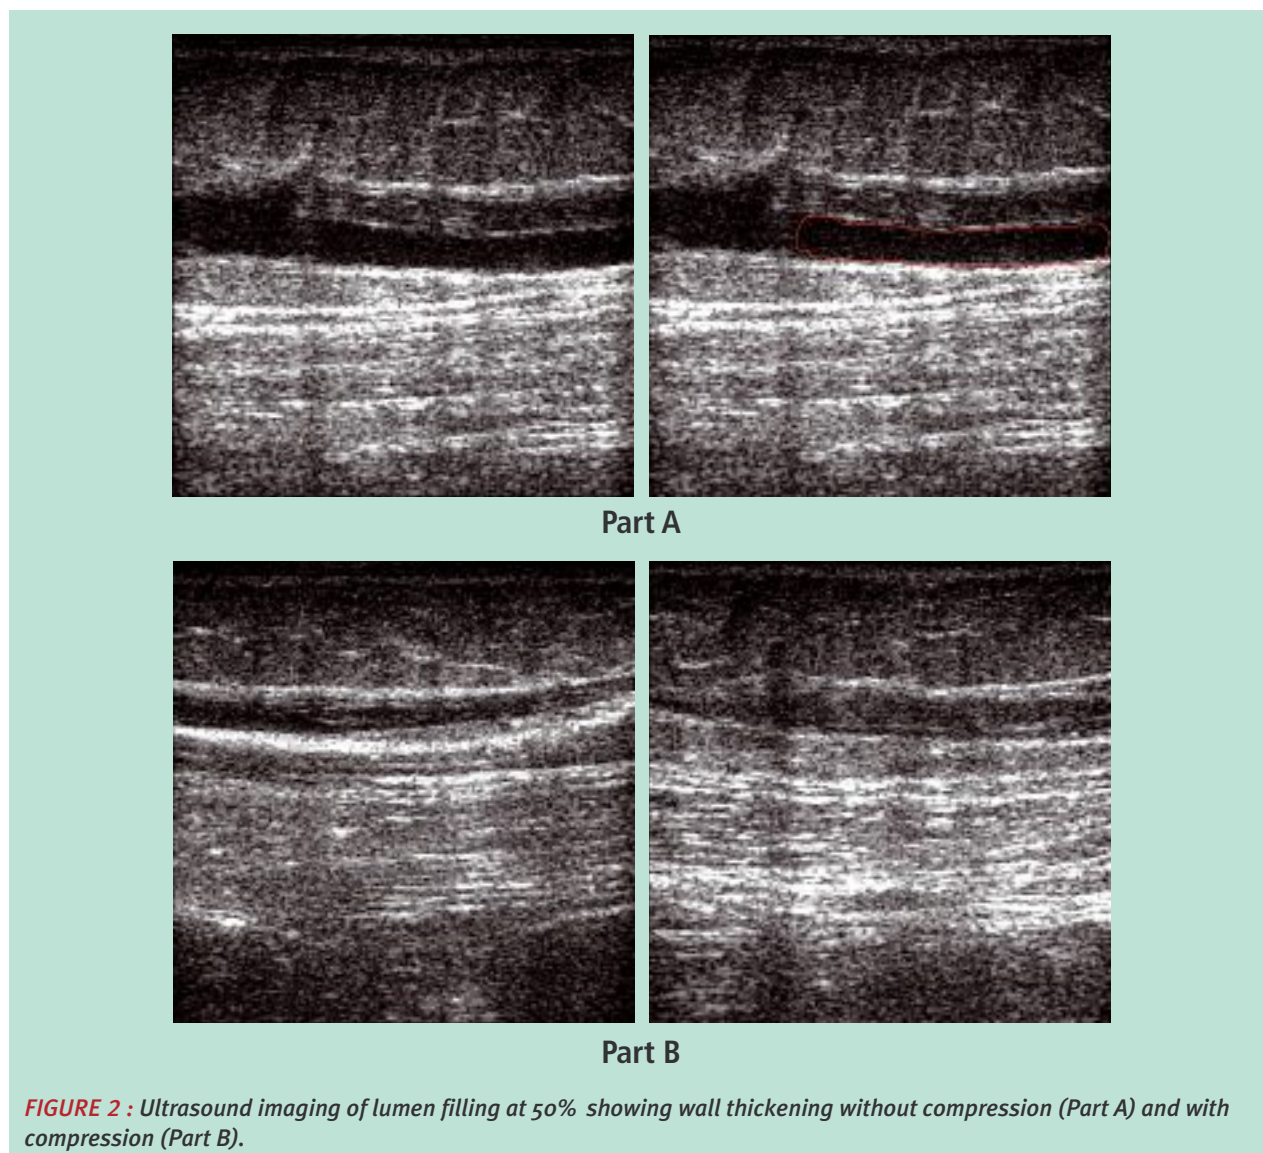 Part A
Part B
FIGURE 2 : Ultrasound imaging of lumen filling at 50% showing wall thickening without compression (Part A) and with
compression (Part B).